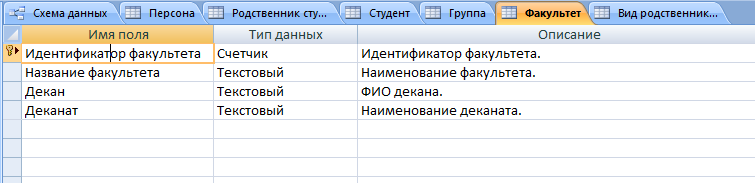 Схема данных Персона Родственник сту... Студент Группа Факультет Вид родственник...
Имя поля Тип данных Описание
Идентификатор факультета Счетчик Идентификатор факультета.
Название факультета Текстовый Наименование факультета.
Декан Текстовый ФИО декана.
Деканат Текстовый Наименование деканата.